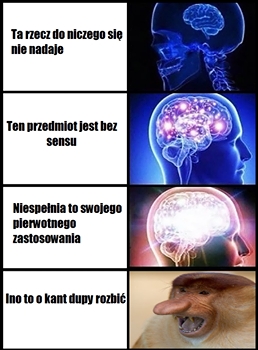 Ta rzecz do niczego się
nie nadaje
Ten przedmiot jest bez
sensu
Niespełnia to swojego
pierwotnego
zastosowania
Ino to o kant dupy rozbić